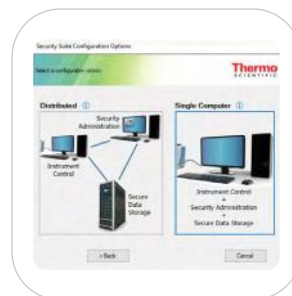 Security Suite Configuration Options
Select a configuration option
Thermo
SCIENTIFIC
Distributed
Single Computer
Security
Administration
Instrument
Control
Secure
Data
Storage
Instrument Control
+
Security Administration
+
Secure Data Storage
< Back
Cancel